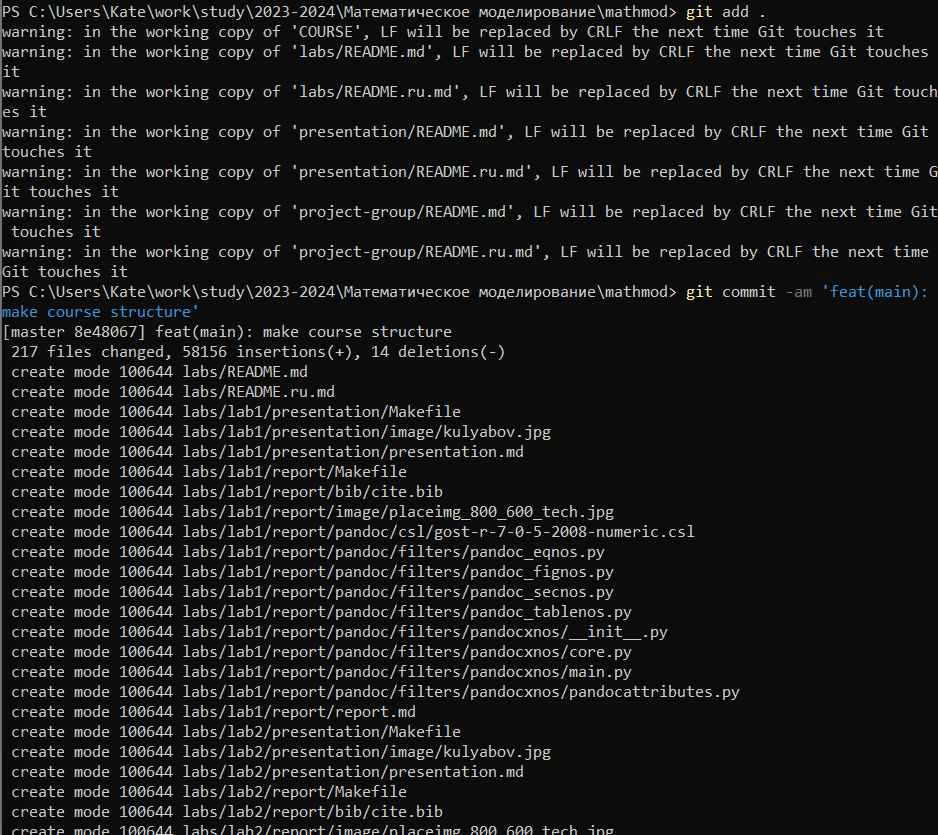 PS C:\Users\Kate\work\study\2023-2024\Математическое моделирование\mathmod> git add .
warning: in the working copy of 'COURSE', LF will be replaced by CRLF the next time Git touches it
warning: in the working copy of 'labs/README.md', LF will be replaced by CRLF the next time Git touches
it
warning: in the working copy of 'labs/README.ru.md', LF will be replaced by CRLF the next time Git touch
es it
warning: in the working copy of 'presentation/README.md', LF will be replaced by CRLF the next time Git
touches it
warning: in the working copy of 'presentation/README.ru.md', LF will be replaced by CRLF the next time G
it touches it
warning: in the working copy of 'project-group/README.md', LF will be replaced by CRLF the next time Git
 touches it
warning: in the working copy of 'project-group/README.ru.md', LF will be replaced by CRLF the next time
Git touches it
PS C:\Users\Kate\work\study\2023-2024\Математическое моделирование\mathmod> git commit -am 'feat(main):
make course structure'
[master 8e48067] feat(main): make course structure
 217 files changed, 58156 insertions(+), 14 deletions(-)
 create mode 100644 labs/README.md
 create mode 100644 labs/README.ru.md
 create mode 100644 labs/lab1/presentation/Makefile
 create mode 100644 labs/lab1/presentation/image/kulyabov.jpg
 create mode 100644 labs/lab1/presentation/presentation.md
 create mode 100644 labs/lab1/report/Makefile
 create mode 100644 labs/lab1/report/bib/cite.bib
 create mode 100644 labs/lab1/report/image/placeimg_800_600_tech.jpg
 create mode 100644 labs/lab1/report/pandoc/csl/gost-r-7-0-5-2008-numeric.csl
 create mode 100644 labs/lab1/report/pandoc/filters/pandoc_eqnos.py
 create mode 100644 labs/lab1/report/pandoc/filters/pandoc_fignos.py
 create mode 100644 labs/lab1/report/pandoc/filters/pandoc_secnos.py
 create mode 100644 labs/lab1/report/pandoc/filters/pandoc_tablenos.py
 create mode 100644 labs/lab1/report/pandoc/filters/pandocxnos/__init__.py
 create mode 100644 labs/lab1/report/pandoc/filters/pandocxnos/core.py
 create mode 100644 labs/lab1/report/pandoc/filters/pandocxnos/main.py
 create mode 100644 labs/lab1/report/pandoc/filters/pandocxnos/pandocattributes.py
 create mode 100644 labs/lab1/report/report.md
 create mode 100644 labs/lab2/presentation/Makefile
 create mode 100644 labs/lab2/presentation/image/kulyabov.jpg
 create mode 100644 labs/lab2/presentation/presentation.md
 create mode 100644 labs/lab2/report/Makefile
 create mode 100644 labs/lab2/report/bib/cite.bib
 create mode 100644 labs/lab2/report/image/placeimg_800_600_tech.jpg